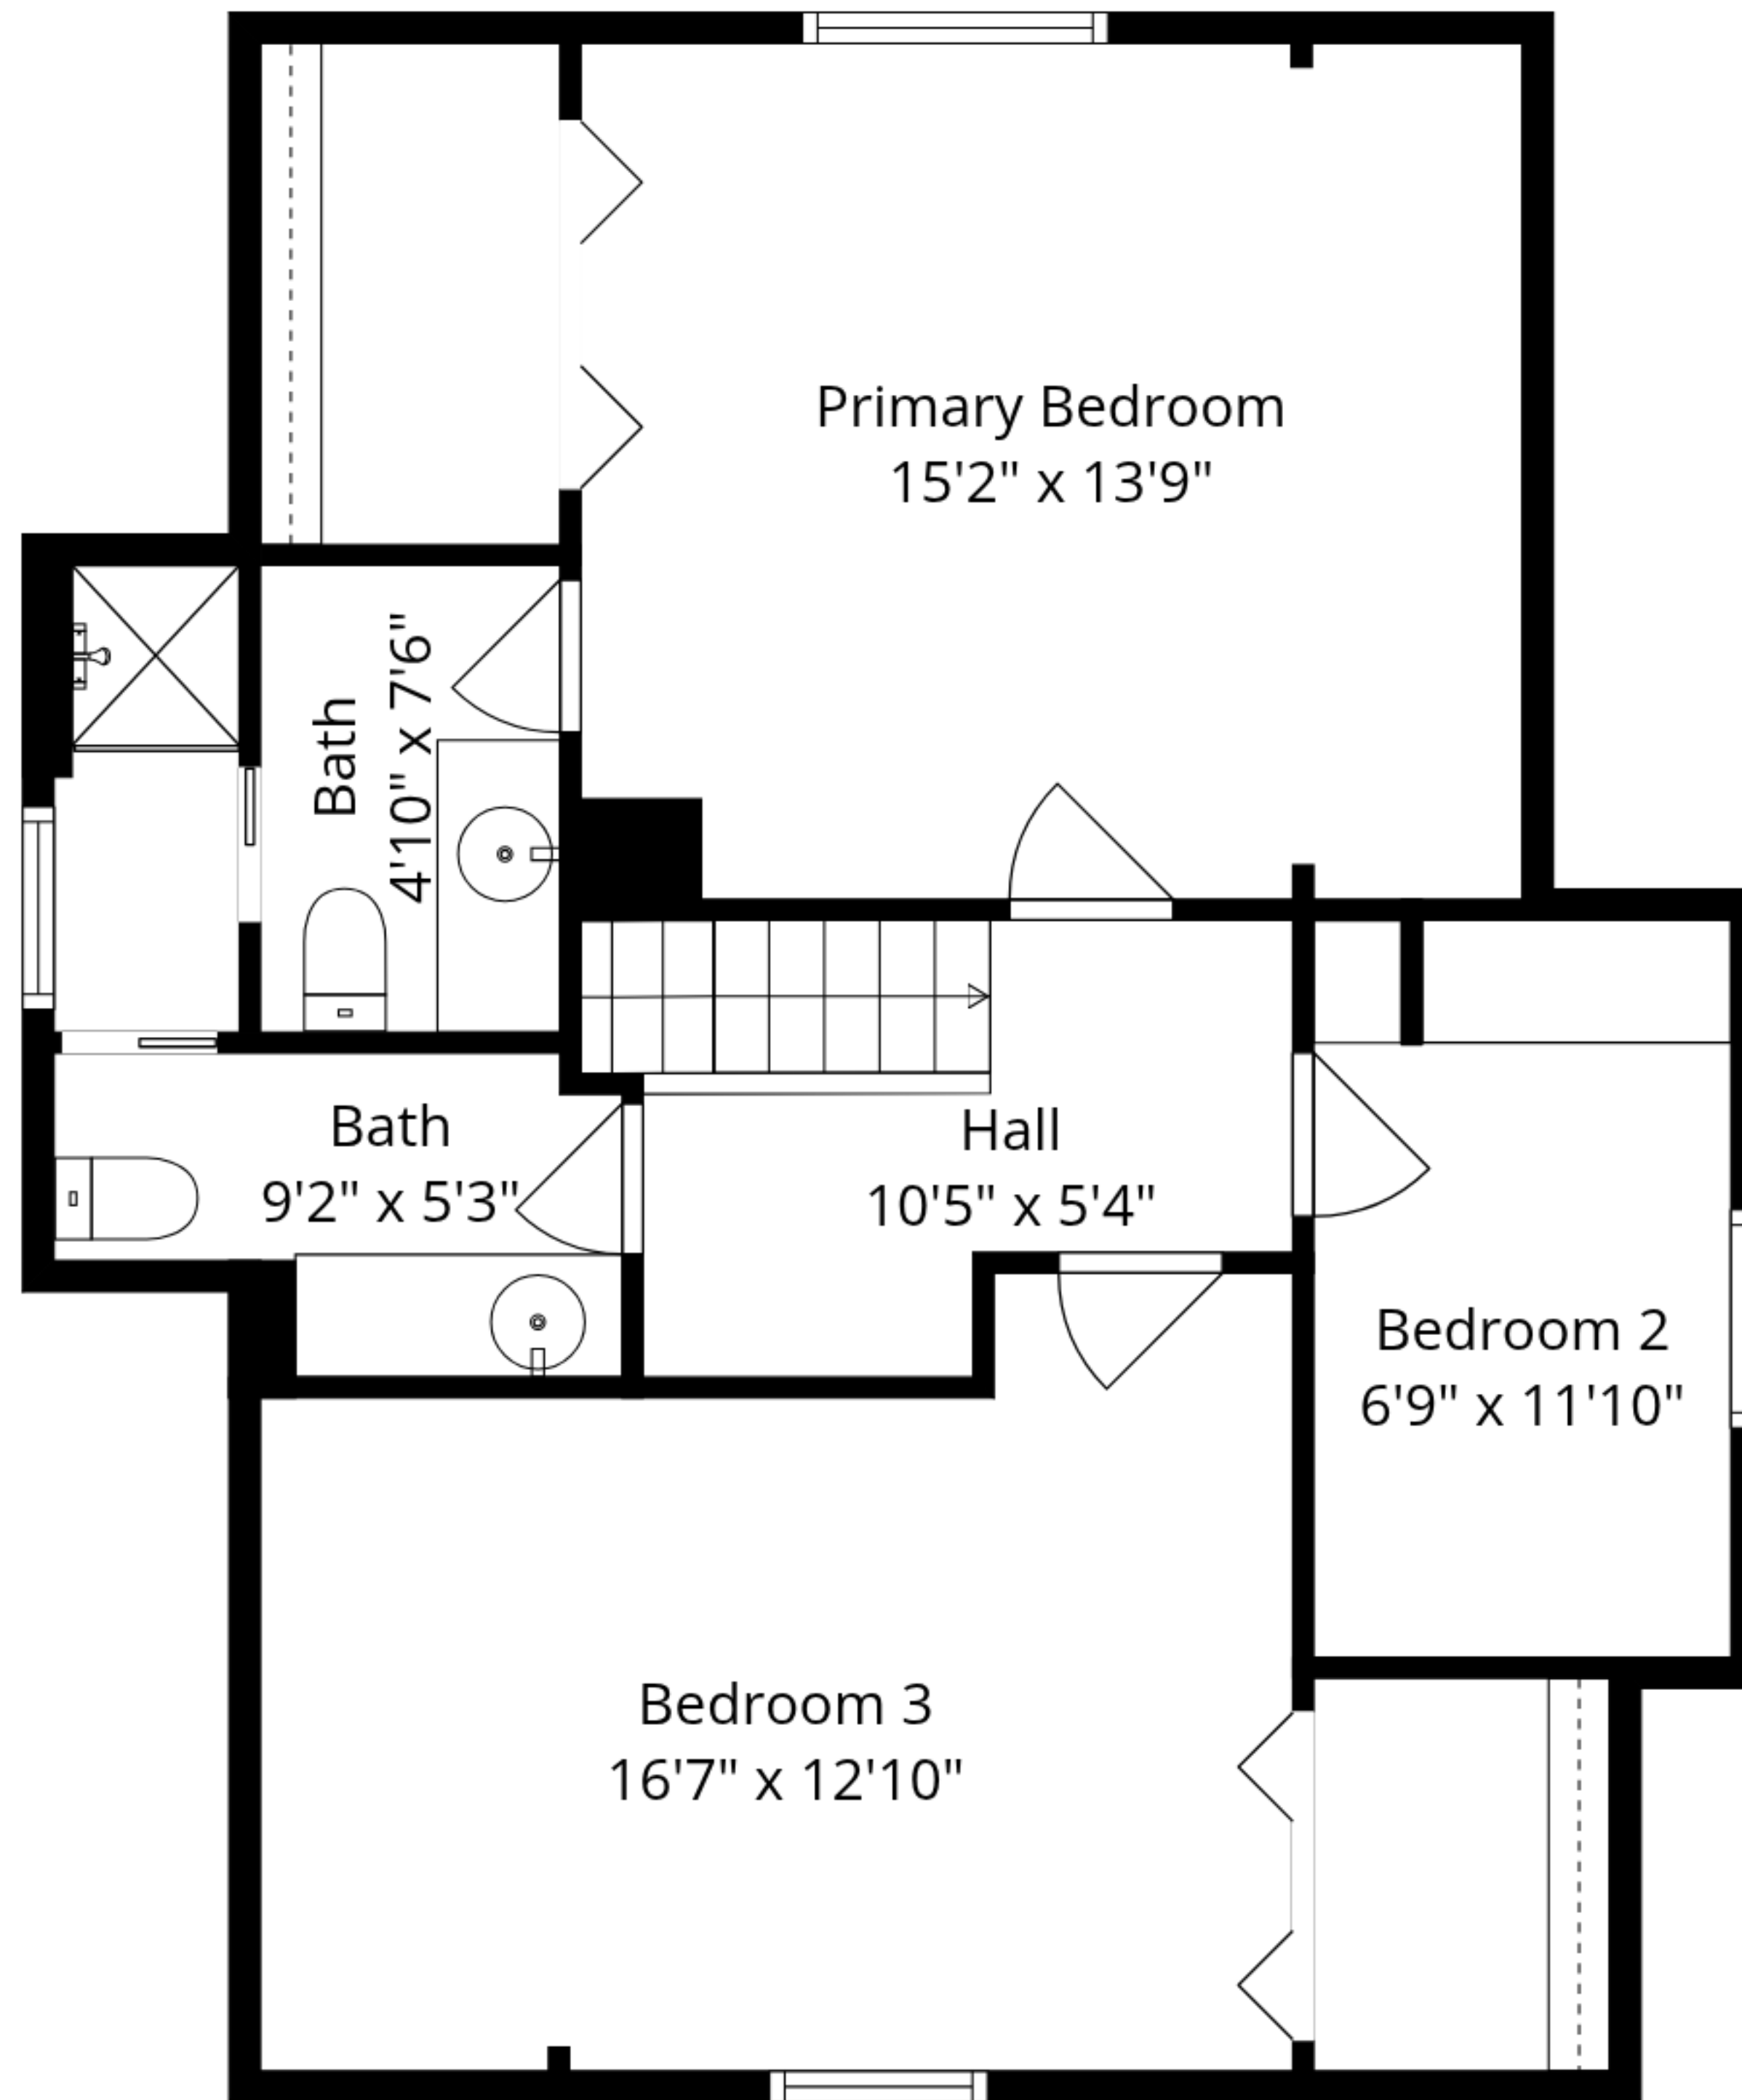 Primary Bedroom
15'2" x 13'9"
Bath
4'10" x 7'6"
Bath
9'2" x 5'3"
Hall
10'5" x 5'4"
Bedroom 2
6'9" x 11'10"
Bedroom 3
16'7" x 12'10"